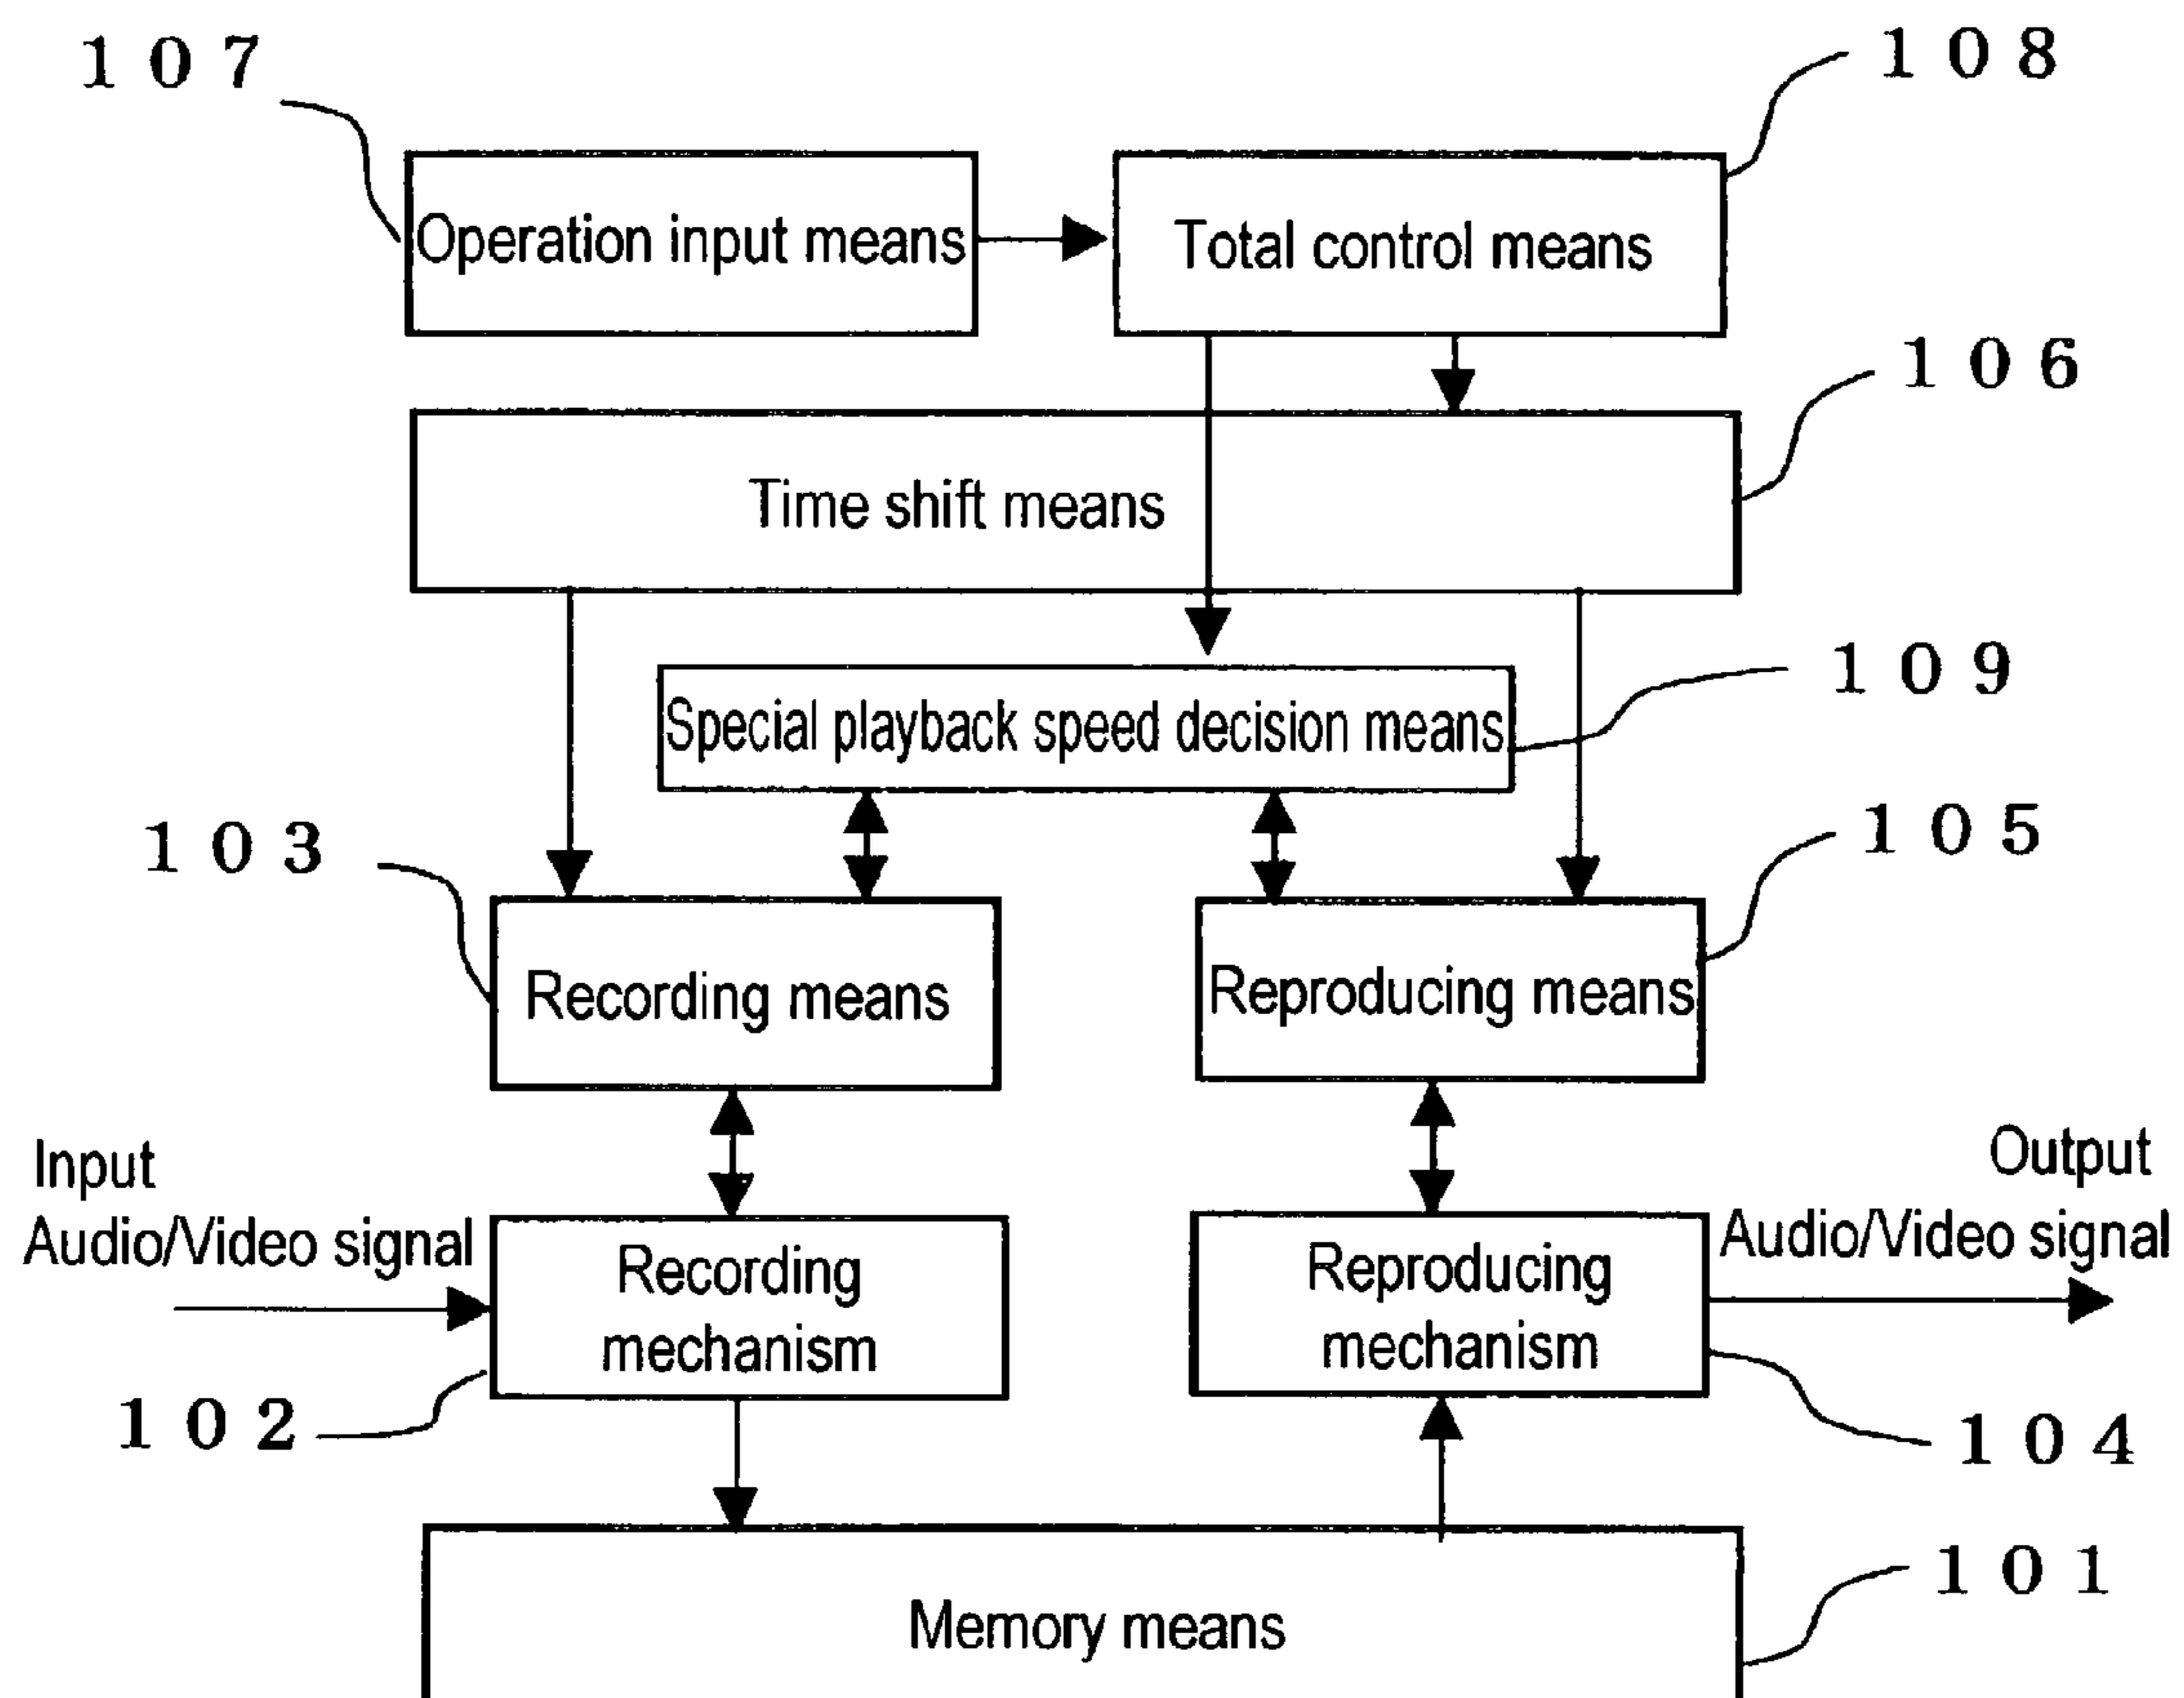 107
108
Operation input means
Total control means
106
Time shift means
109
Special playback speed decision means
103
105
Recording means
Reproducing means
Input
Audio/Video signal
Output
Audio/Video signal
Recording
mechanism
Reproducing
mechanism
102
104
Memory means
101